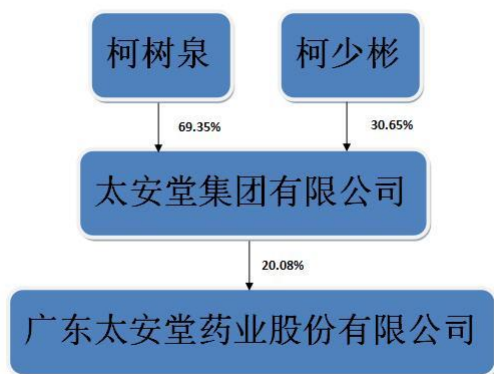 柯树泉
柯少彬
69.35%
30.65%
太安堂集团有限公司
20.08%
广东太安堂药业股份有限公司